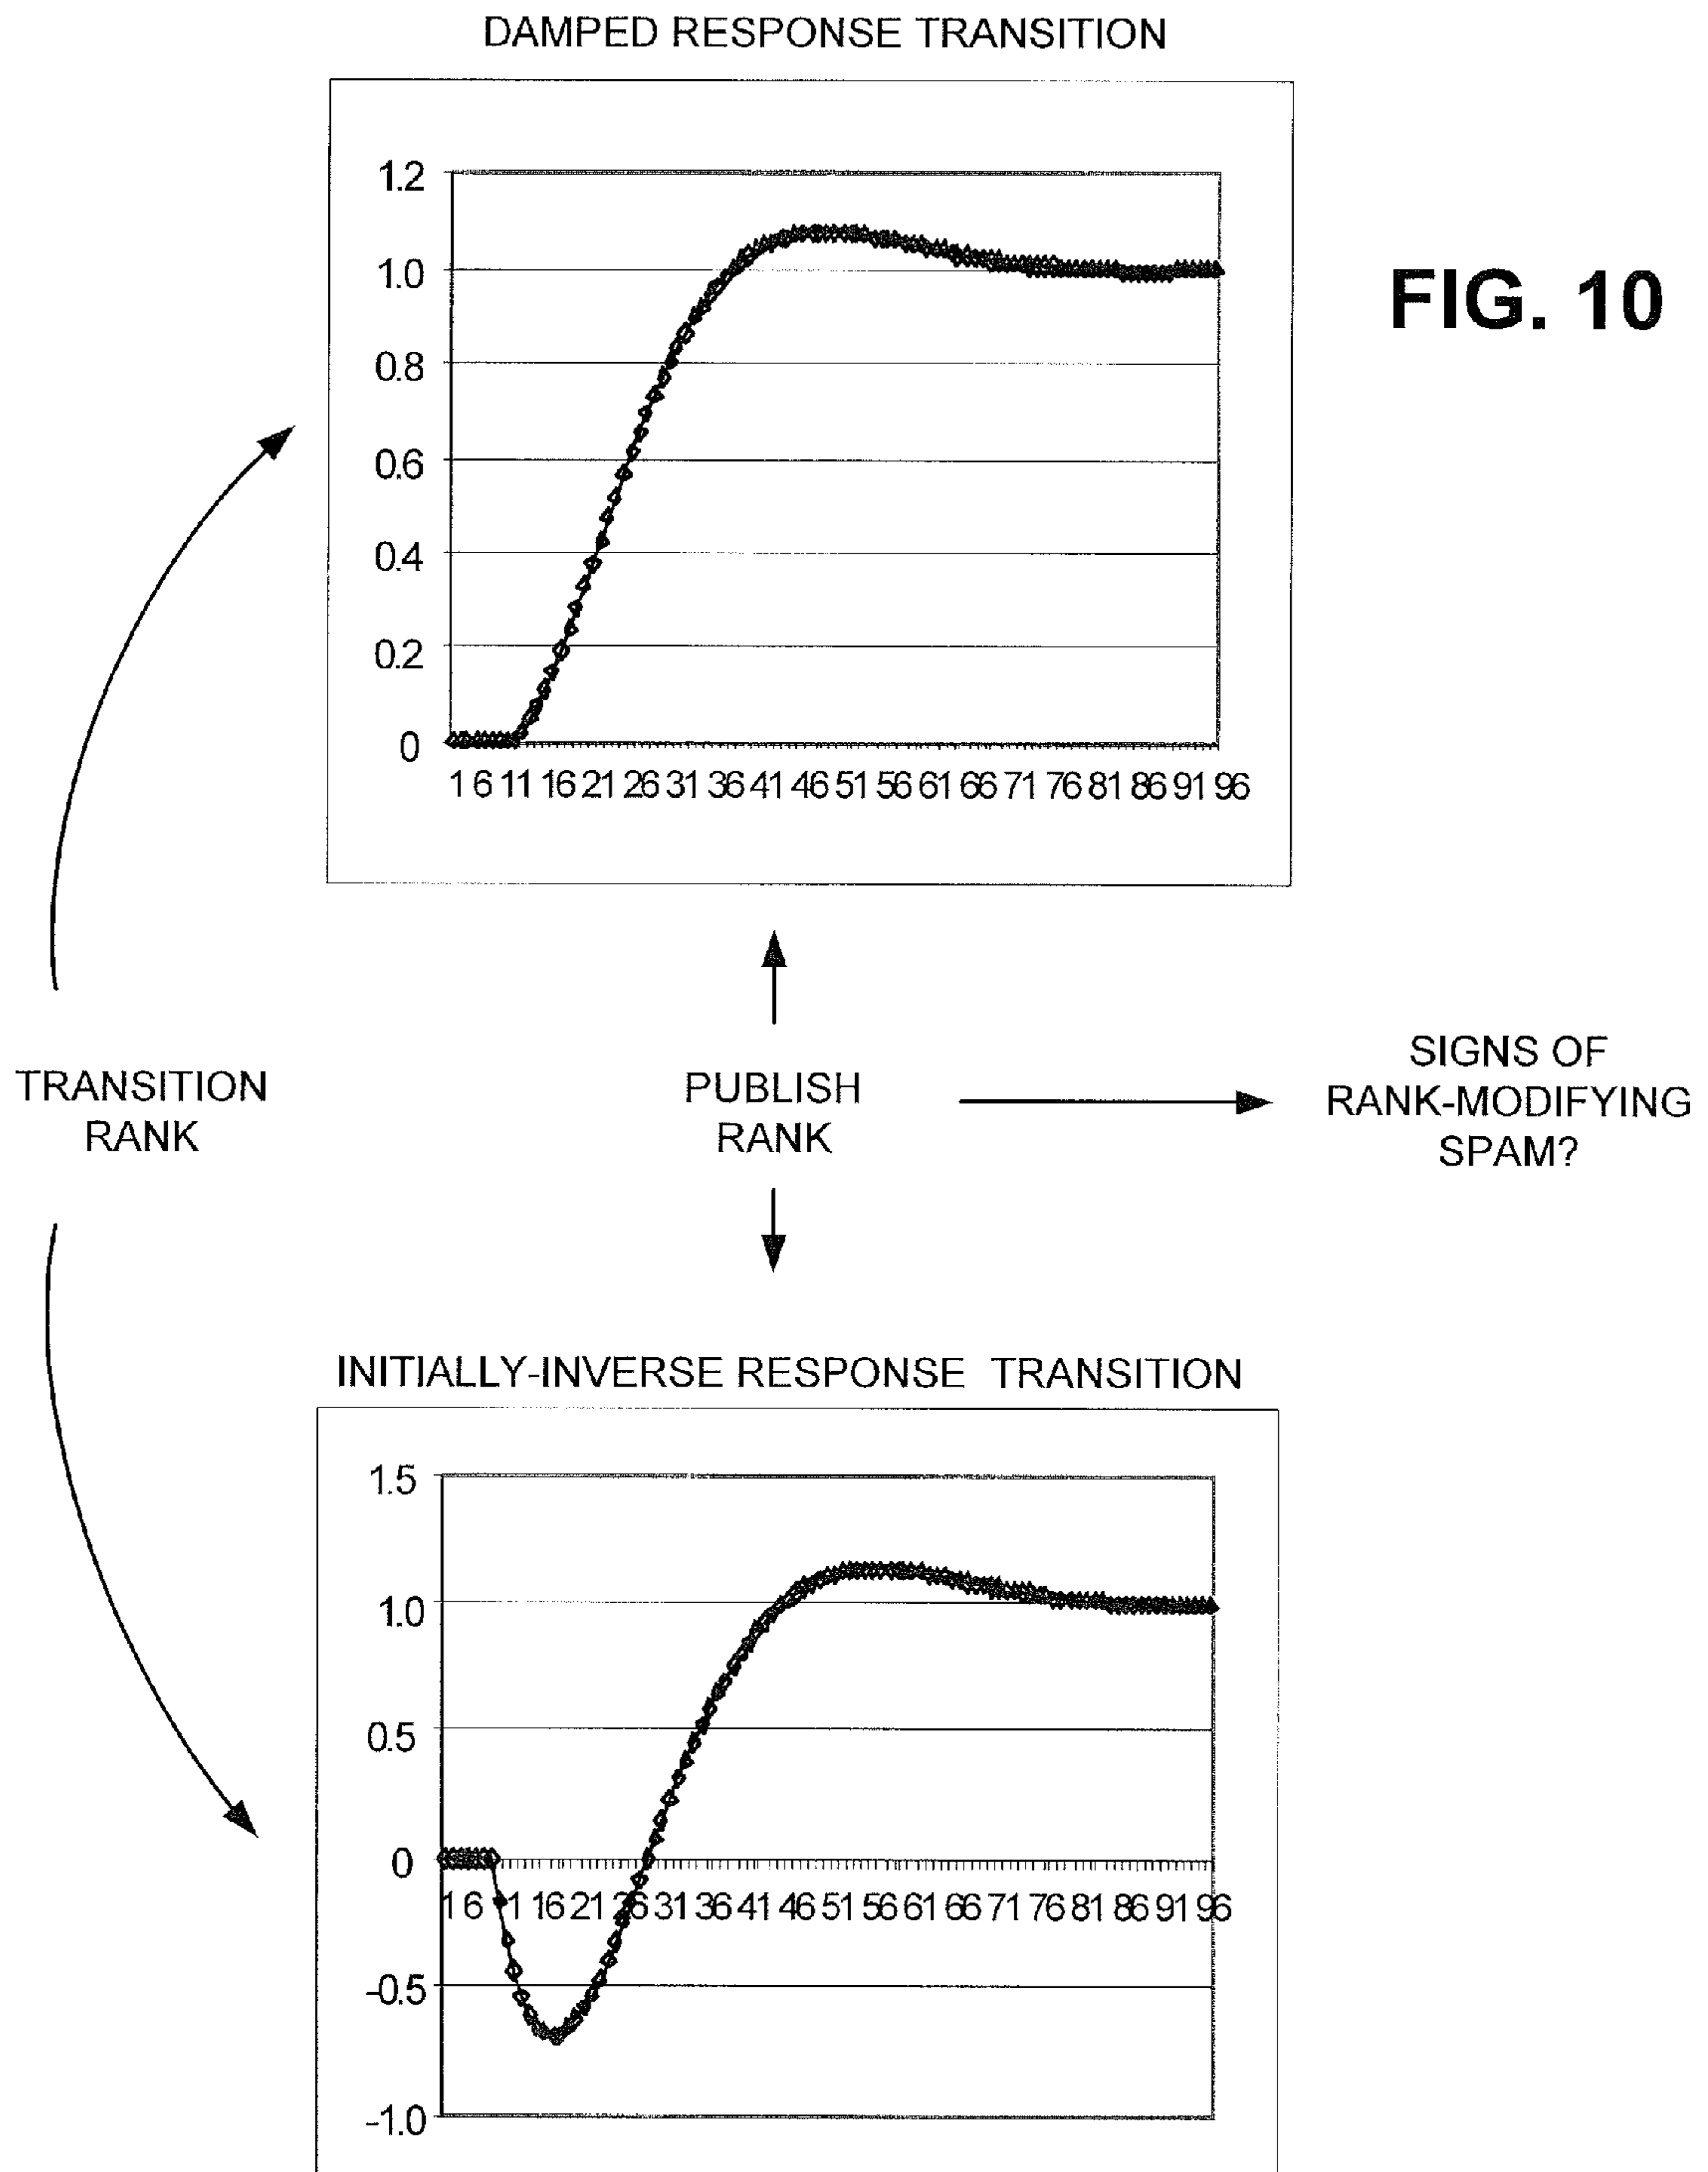 DAMPED RESPONSE TRANSITION
1.2
1.0
0.8
0.6
0.4
0.2
0
1 6 11 16 21 26 31 36 41 46 51 56 61 66 71 76 81 86 91 96
FIG. 10
TRANSITION
RANK
PUBLISH
RANK
SIGNS OF
RANK-MODIFYING
SPAM?
INITIALLY-INVERSE RESPONSE TRANSITION
1.5
1.0
0.5
0
1 6 11 16 21 26 31 36 41 46 51 56 61 66 71 76 81 86 91 96
-0.5
-1.0